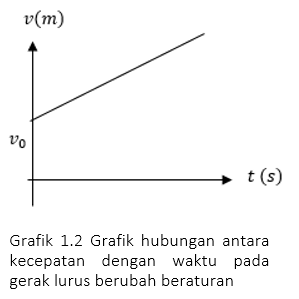 v(m)
v₀
t (s)
Grafik 1.2 Grafik hubungan antara
kecepatan dengan waktu pada
gerak lurus berubah beraturan